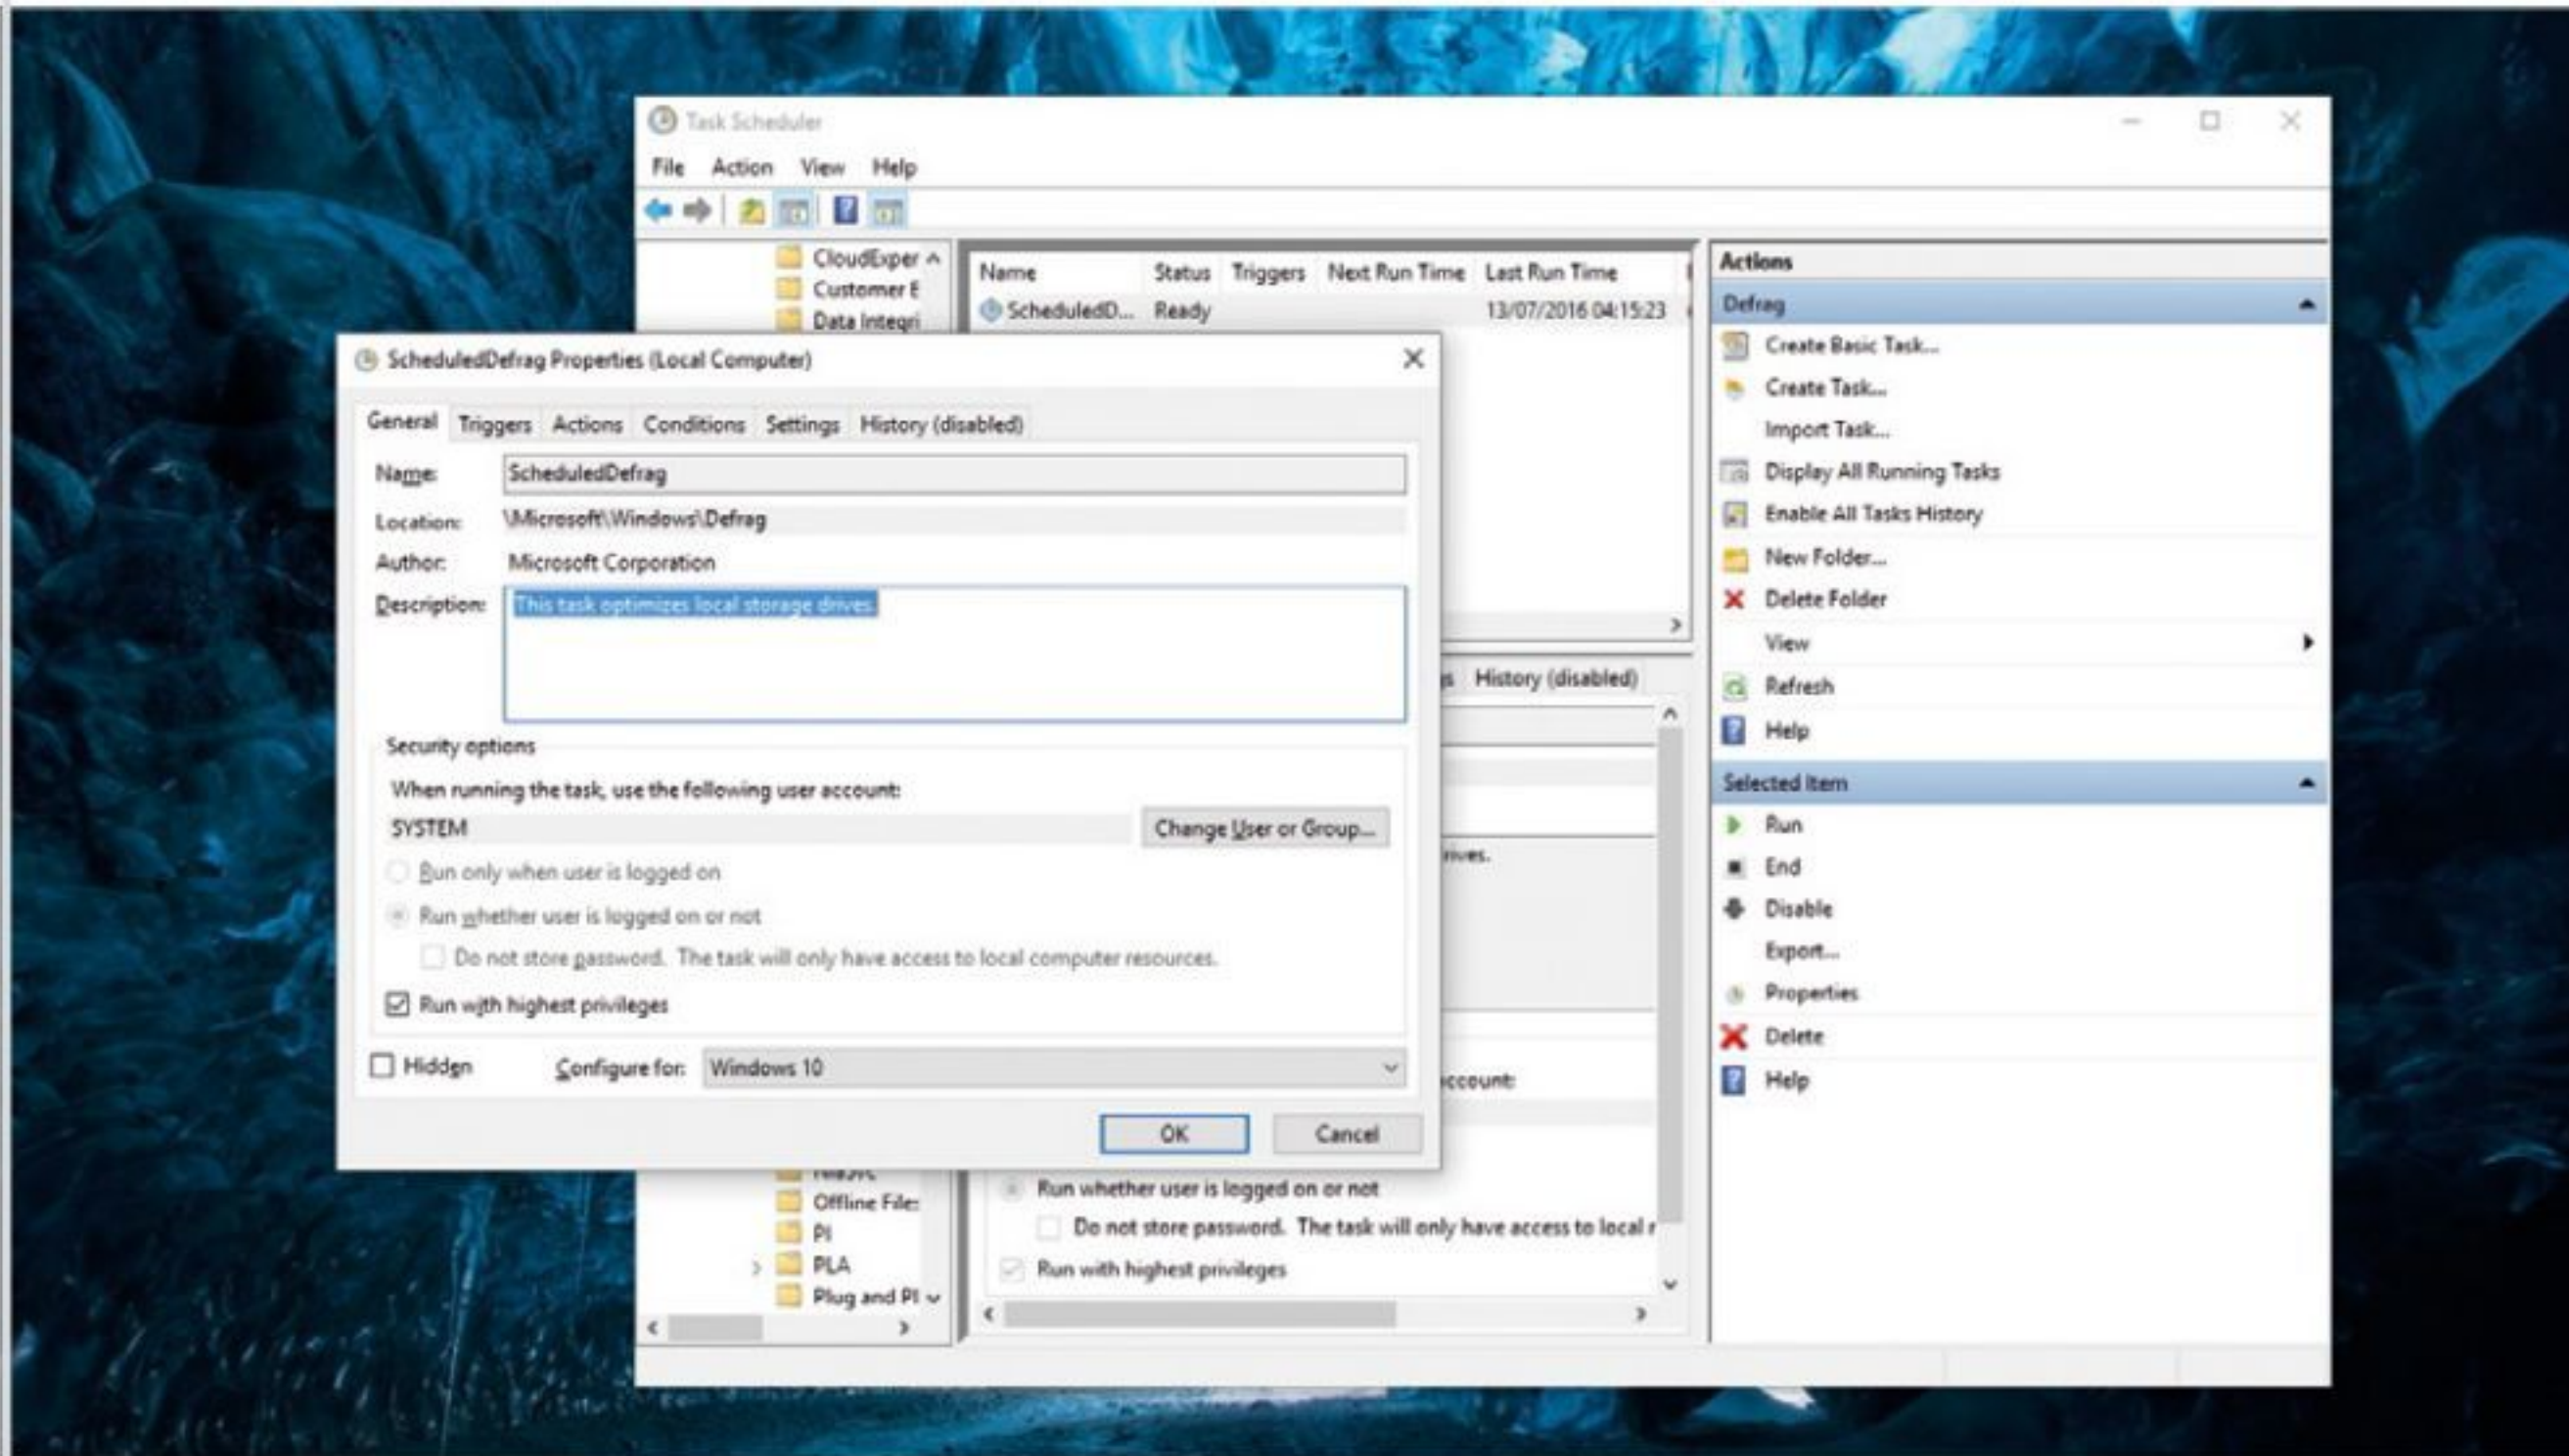 Task Scheduler
File Action View Help
CloudExper
Customer E
Data Integri
Name Status Triggers Next Run Time Last Run Time
ScheduledD... Ready 13/07/2016 04:15:23
Actions
Defrag
Create Basic Task...
Create Task...
Import Task...
Display All Running Tasks
Enable All Tasks History
New Folder...
Delete Folder
View
Refresh
Help
Selected Item
Run
End
Disable
Export...
Properties
Delete
Help
ScheduledDefrag Properties (Local Computer)
General Triggers Actions Conditions Settings History (disabled)
Name: ScheduledDefrag
Location: \Microsoft\Windows\Defrag
Author: Microsoft Corporation
Description: This task optimizes local storage drives.
Security options
When running the task, use the following user account:
SYSTEM Change User or Group...
Run only when user is logged on
Run whether user is logged on or not
Do not store password. The task will only have access to local computer resources.
Run with highest privileges
Hidden Configure for: Windows 10
OK Cancel
gs History (disabled)
rives.
account:
Offline File:
PI
PLA
Plug and Pl
Run whether user is logged on or not
Do not store password. The task will only have access to local r
Run with highest privileges